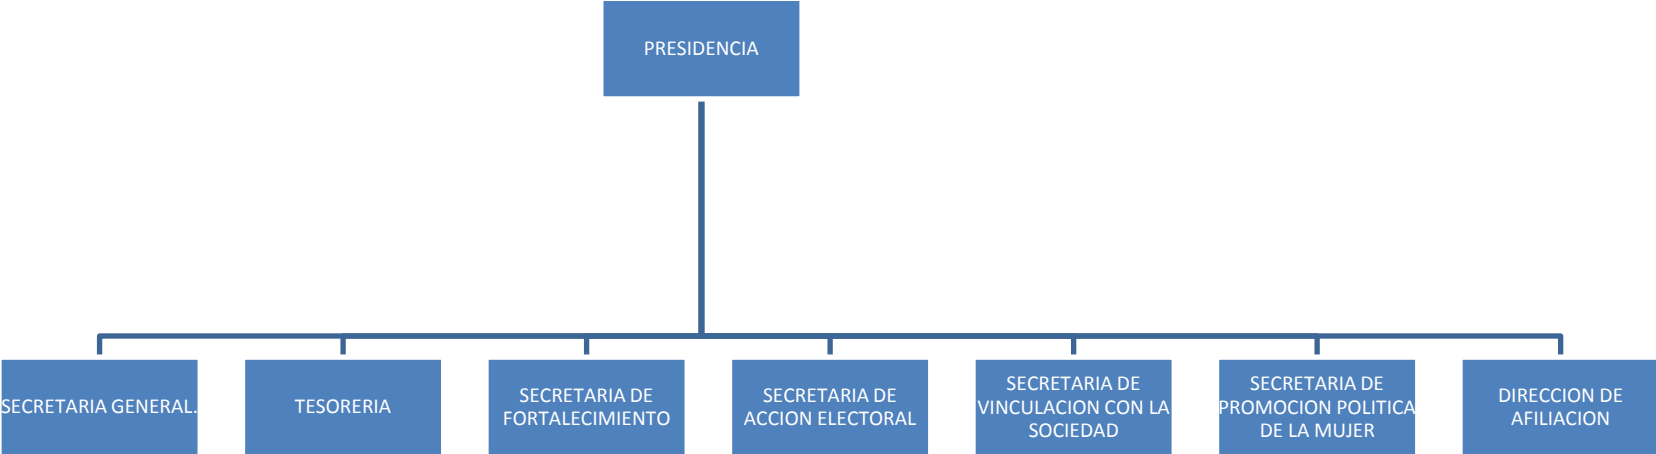 PRESIDENCIA
SECRETARIA GENERAL.
TESORERIA
SECRETARIA DE
FORTALECIMIENTO
SECRETARIA DE
ACCION ELECTORAL
SECRETARIA DE
VINCULACION CON LA
SOCIEDAD
SECRETARIA DE
PROMOCION POLITICA
DE LA MUJER
DIRECCION DE
AFILIACION